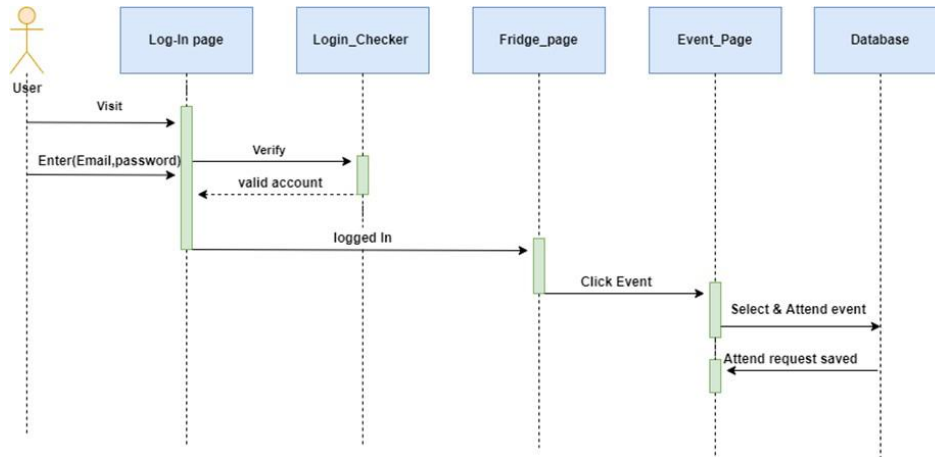 Log-In page
Login_Checker
Fridge_page
Event_Page
Database
User
Visit
Enter(Email,password)
Verify
valid account
logged In
Click Event
Select & Attend event
Attend request saved